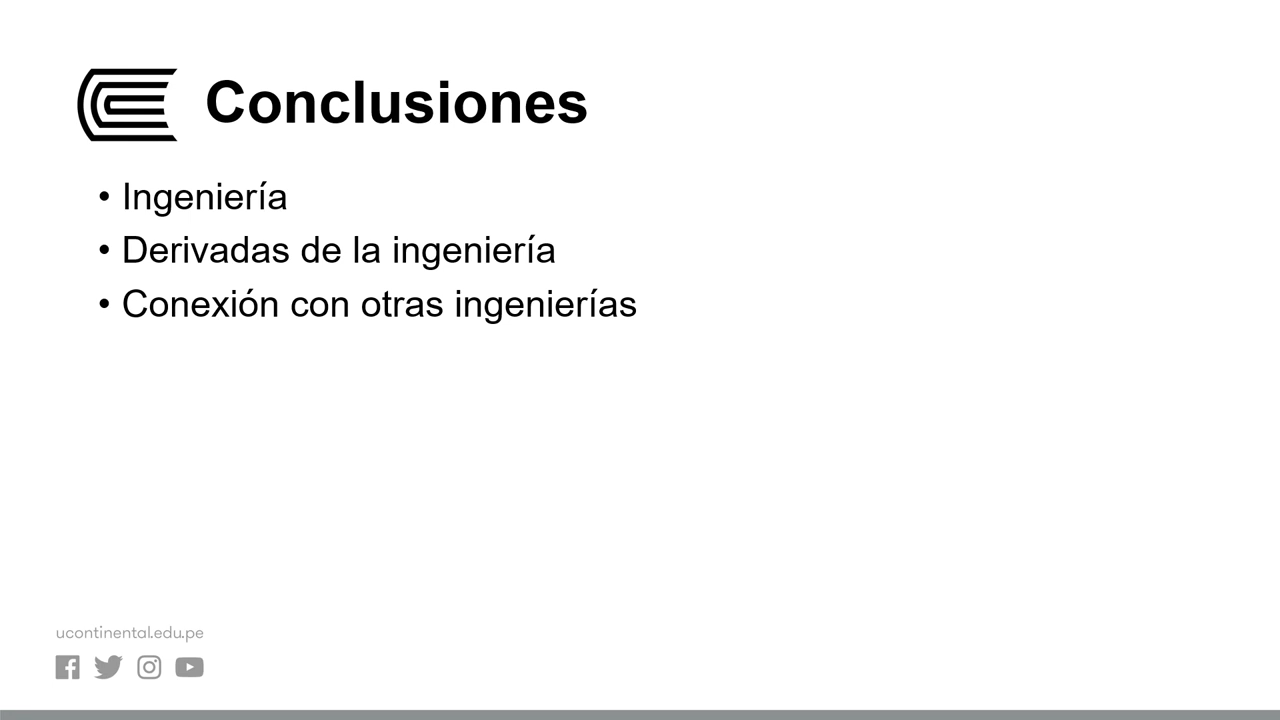 Conclusiones
• Ingeniería
• Derivadas de la ingeniería
• Conexión con otras ingenierías
ucontinental.edu.pe